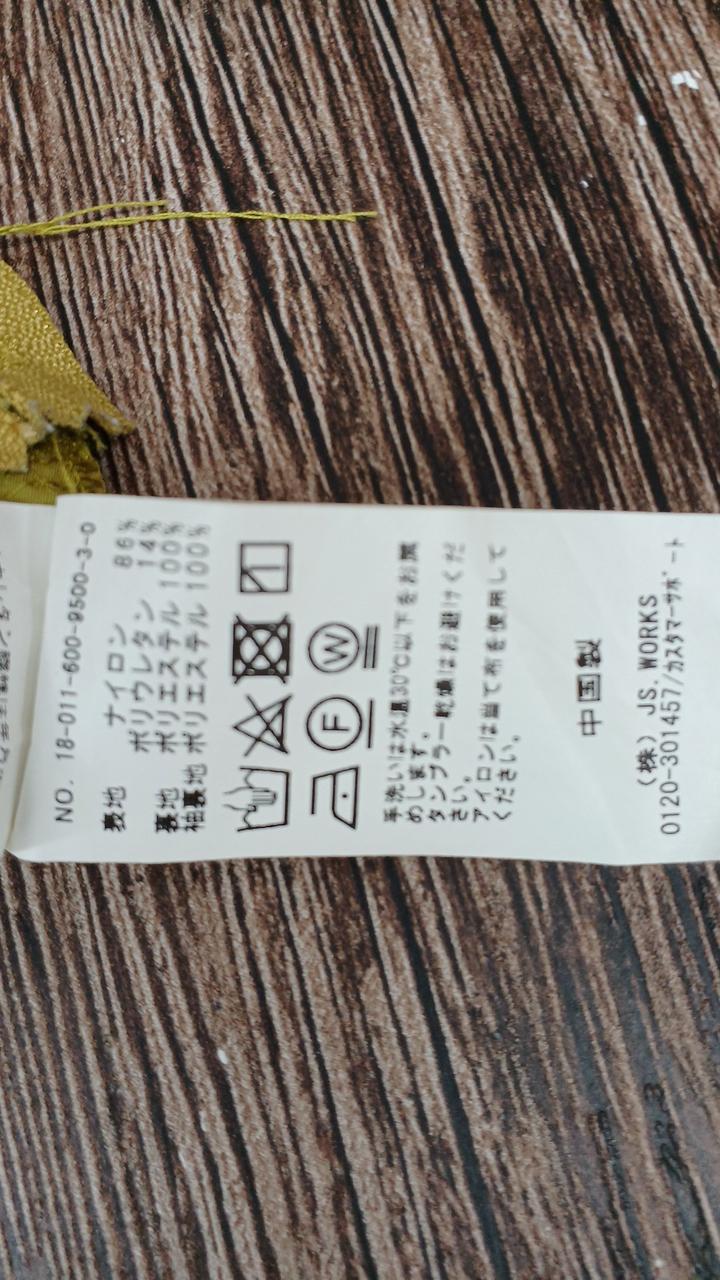 NO. 18-011-600-9500-3-0
表地 ナイロン 86%
ポリウレタン 14%
裏地 ポリエステル 100%
袖裏地 ポリエステル 100%
F W
手洗いは水温30℃以下をお薦
めします。
タンブラー乾燥はお避けくだ
さい。
アイロンは当て布を使用して
ください。
中国製
(株) JS.WORKS
0120-301457/カスタマーサポート